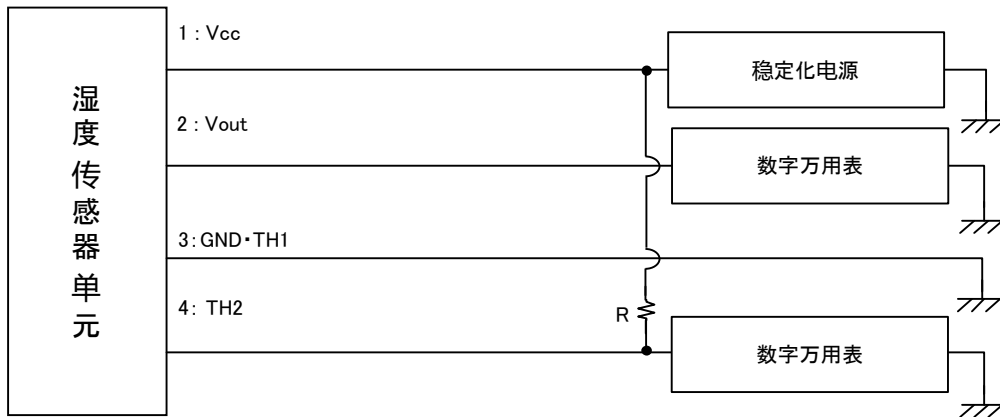 湿度传感器单元
1 : Vcc
稳定化电源
2 : Vout
数字万用表
3:GND・TH1
4: TH2
R
数字万用表